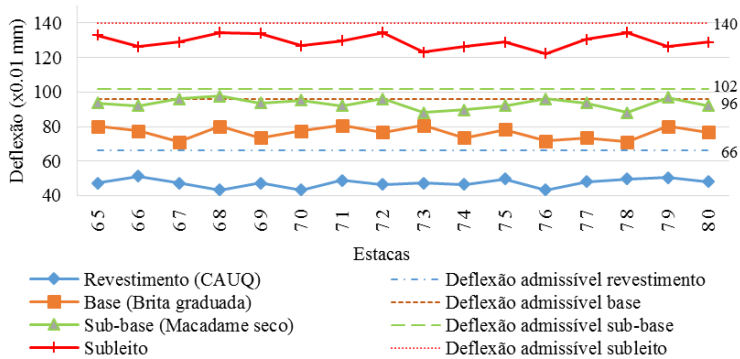 Deflexão (x0.01 mm)
140
120
100
80
60
40
140
102
96
66
65 66 67 68 69 70 71 72 73 74 75 76 77 78 79 80
Estacas
Revestimento (CAUQ)
Deflexão admissível revestimento
Base (Brita graduada)
Deflexão admissível base
Sub-base (Macadame seco)
Deflexão admissível sub-base
Subleito
Deflexão admissível subleito